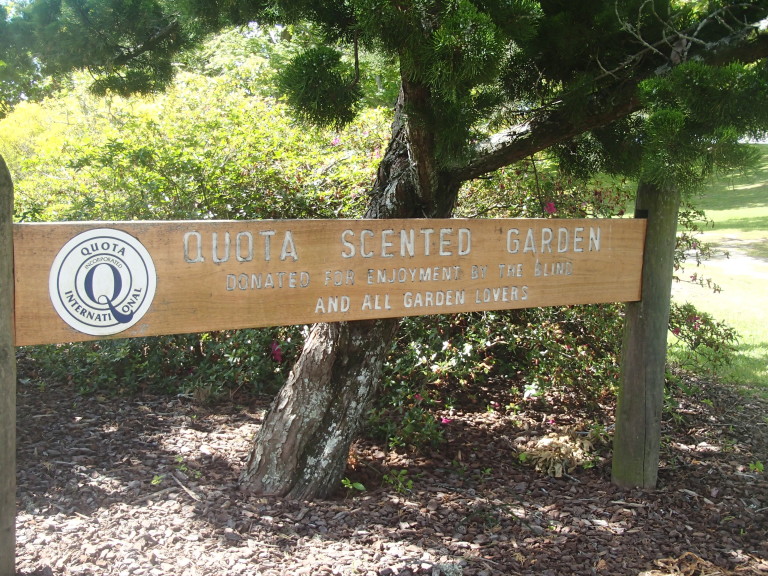 QUOTA
INCORPORATED
Q
INTERNATIONAL
QUOTA SCENTED GARDEN
DONATED FOR ENJOYMENT BY THE BLIND
AND ALL GARDEN LOVERS